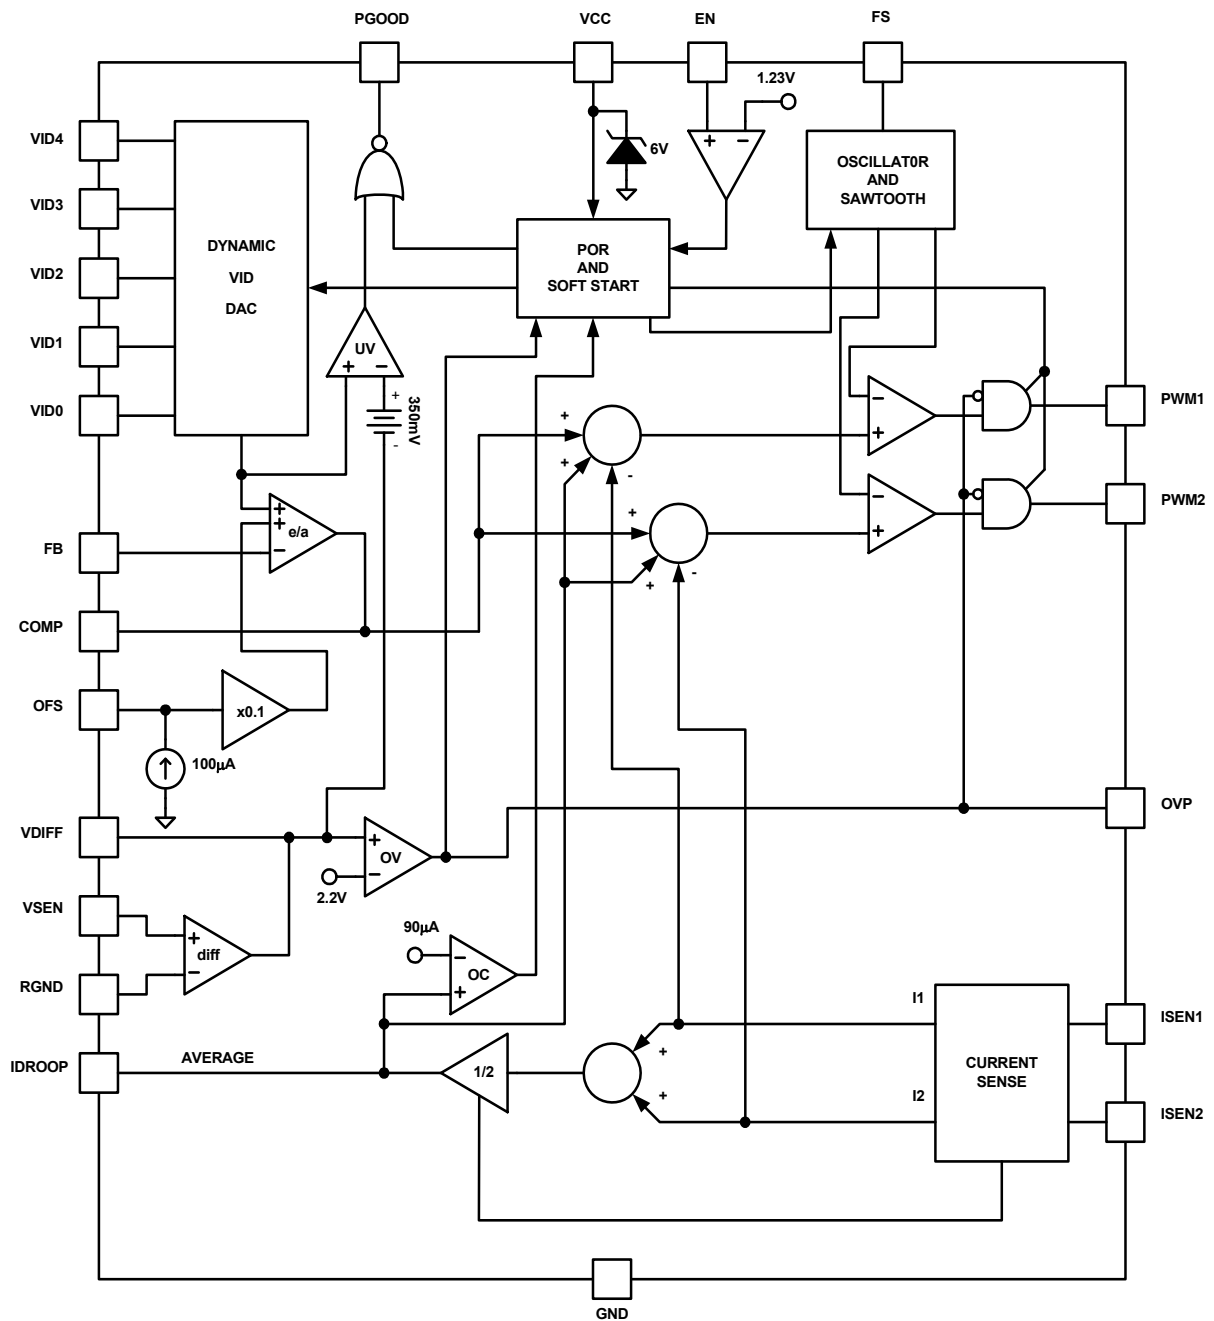 PGOOD
VCC
EN
FS
1.23V
VID4
VID3
VID2
VID1
VID0
DYNAMIC
VID
DAC
6V
+ −
OSCILLAT0R
AND
SAWTOOTH
POR
AND
SOFT START
UV
+ −
+
350mV
-
PWM1
PWM2
−
+
−
+
+
+
-
+
+
-
FB
+
+
e/a
−
COMP
OFS
x0.1
100µA
VDIFF
+
OV
−
2.2V
OVP
VSEN
+
diff
−
RGND
90µA
−
OC
+
IDROOP
AVERAGE
1/2
+
+
I1
I2
CURRENT
SENSE
ISEN1
ISEN2
GND